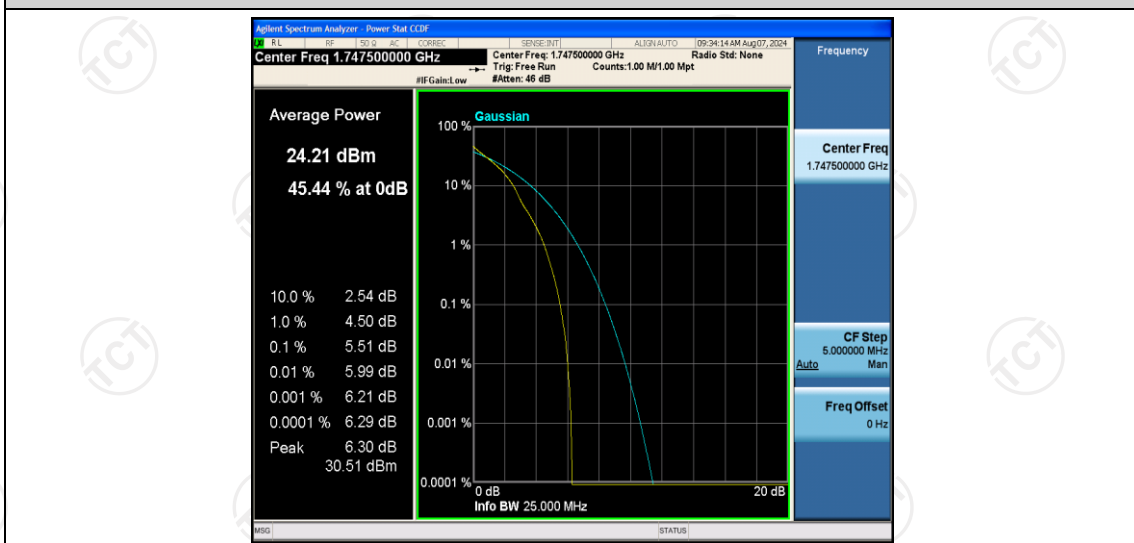 Agilent Spectrum Analyzer - Power Stat CCDF
LXI RL RF 50 Ω AC CORREC SENSE:INT ALIGN AUTO 09:34:14 AM Aug 07, 2024
Center Freq 1.747500000 GHz
Center Freq: 1.747500000 GHz Radio Std: None
Trig: Free Run Counts:1.00 M/1.00 Mpt
#IFGain:Low #Atten: 46 dB
Frequency
Average Power
24.21 dBm
45.44 % at 0dB
10.0 % 2.54 dB
1.0 % 4.50 dB
0.1 % 5.51 dB
0.01 % 5.99 dB
0.001 % 6.21 dB
0.0001 % 6.29 dB
Peak 6.30 dB
30.51 dBm
Gaussian
100 %
10 %
1 %
0.1 %
0.01 %
0.001 %
0.0001 %
0 dB 20 dB
Info BW 25.000 MHz
Center Freq
1.747500000 GHz
CF Step
5.000000 MHz
Auto Man
Freq Offset
0 Hz
MSG STATUS
TCT
TCT
TCT
TCT